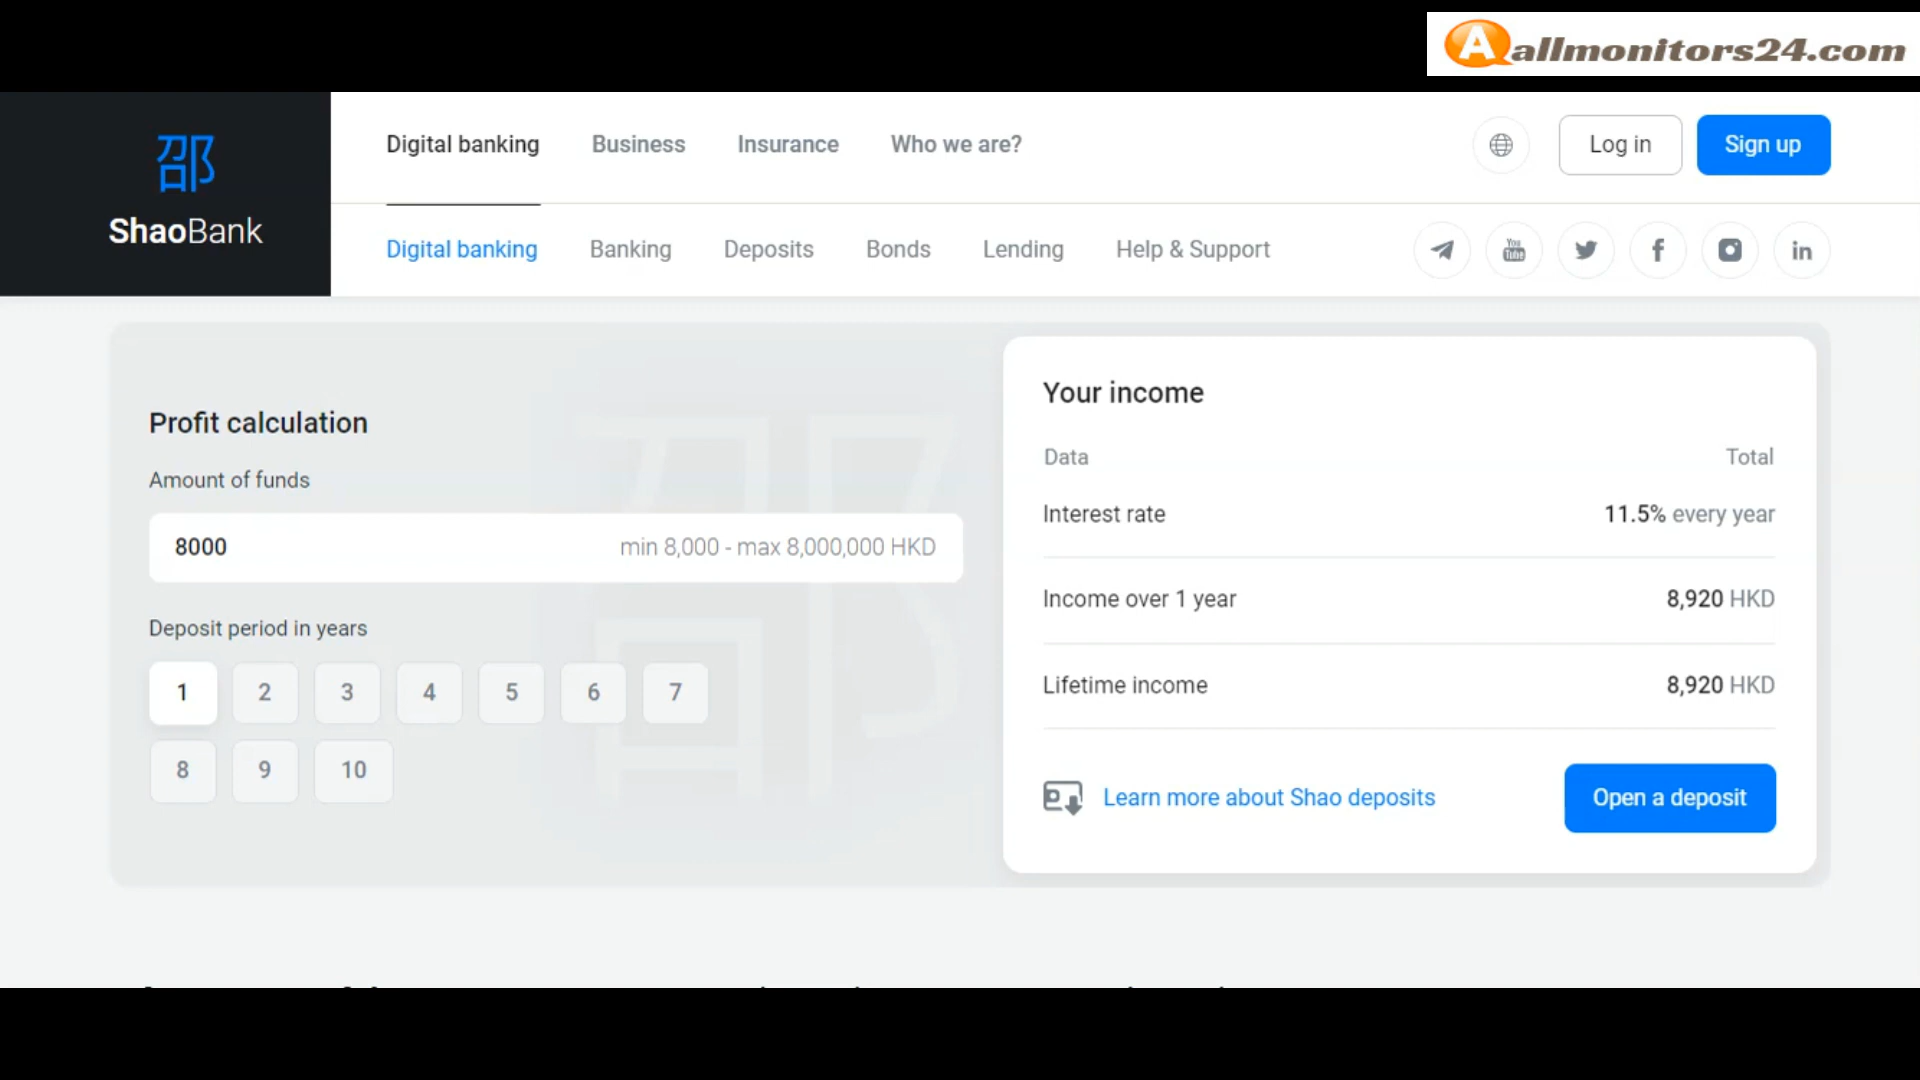 allmonitors24.com
邵
ShaoBank
Digital banking Business Insurance Who we are?
Log in Sign up
Digital banking Banking Deposits Bonds Lending Help & Support
You Tube
Profit calculation
Amount of funds
8000 min 8,000 - max 8,000,000 HKD
Deposit period in years
1 2 3 4 5 6 7
8 9 10
Your income
Data Total
Interest rate 11.5% every year
Income over 1 year 8,920 HKD
Lifetime income 8,920 HKD
Learn more about Shao deposits Open a deposit